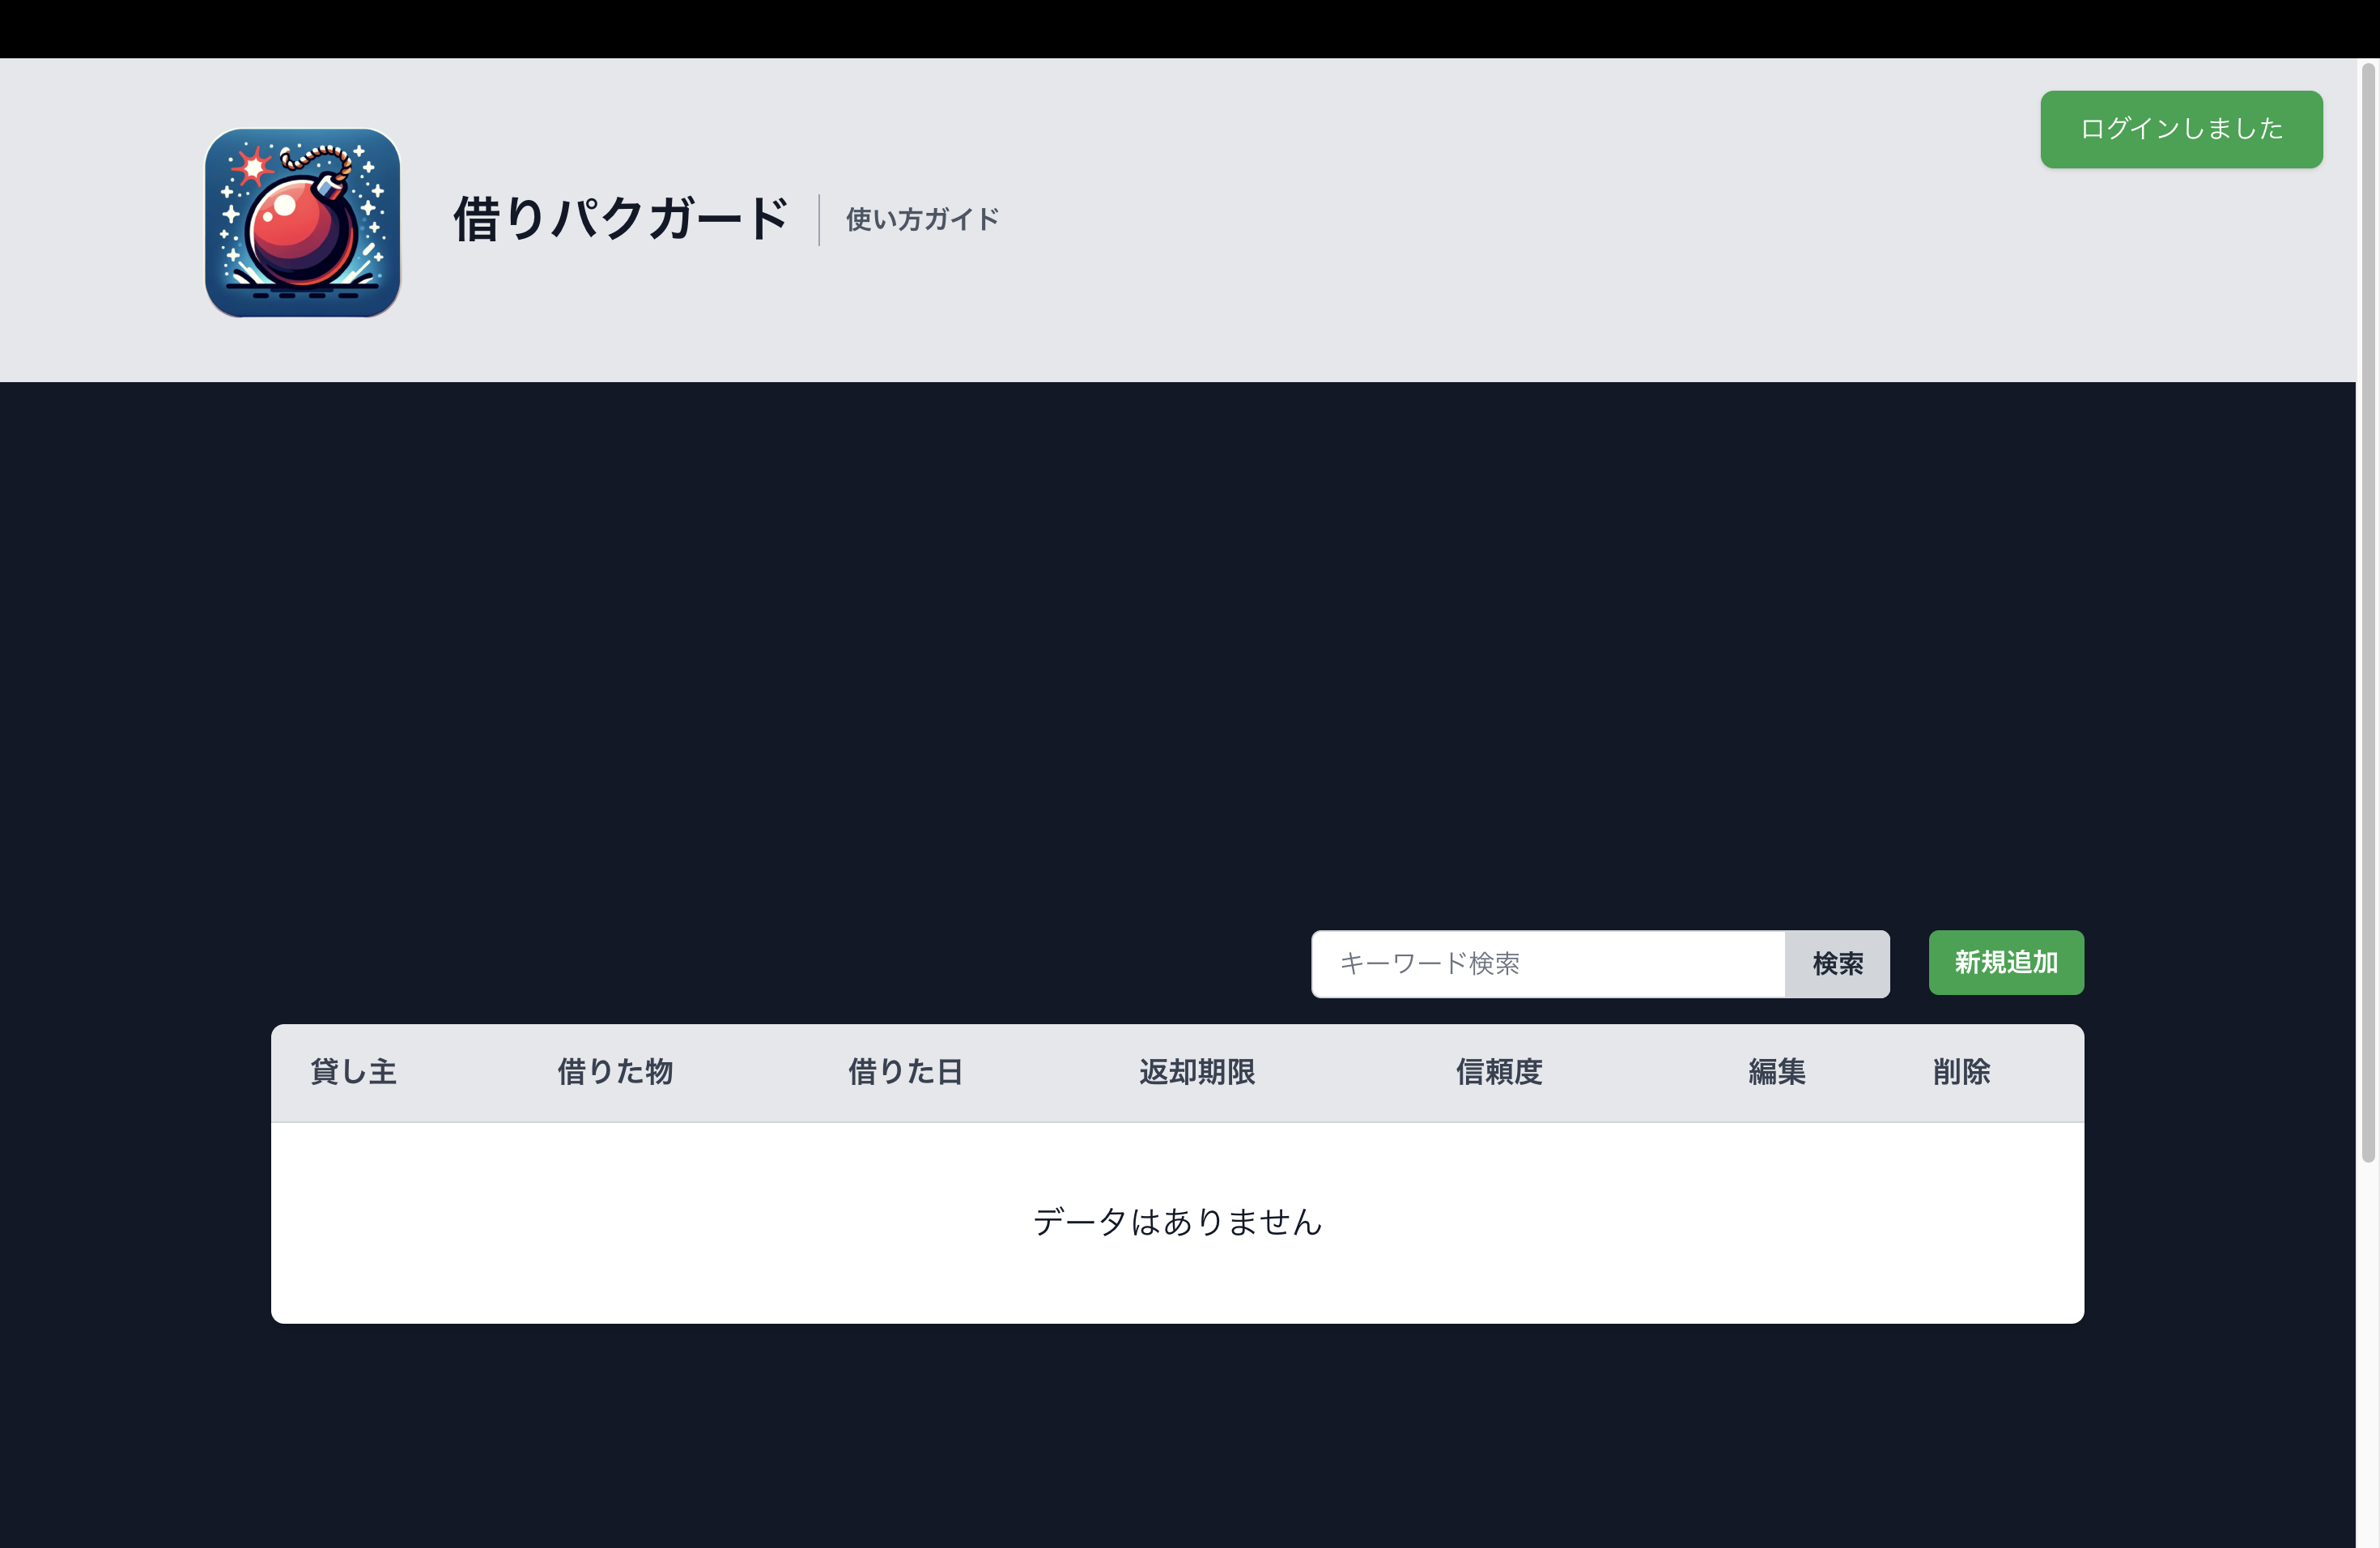 ログインしました
借りパクガード
使い方ガイド
キーワード検索 検索 新規追加
貸し主 借りた物 借りた日 返却期限 信頼度 編集 削除
データはありません